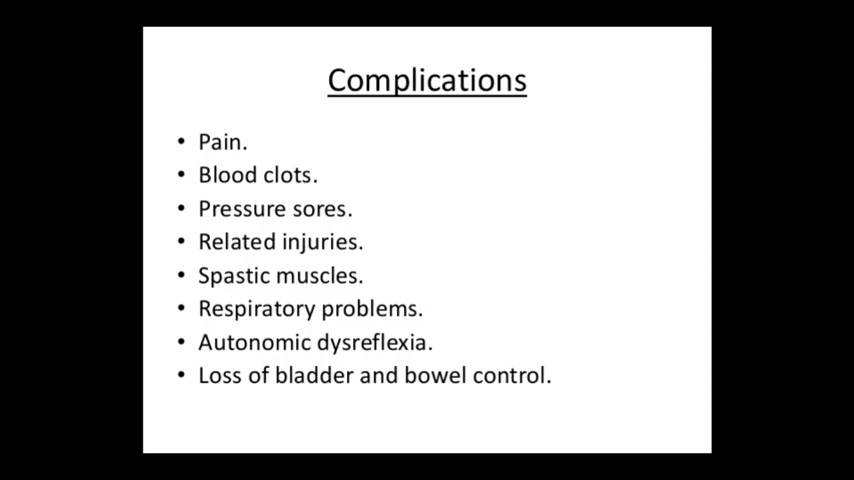 Complications
• Pain.
• Blood clots.
• Pressure sores.
• Related injuries.
• Spastic muscles.
• Respiratory problems.
• Autonomic dysreflexia.
• Loss of bladder and bowel control.